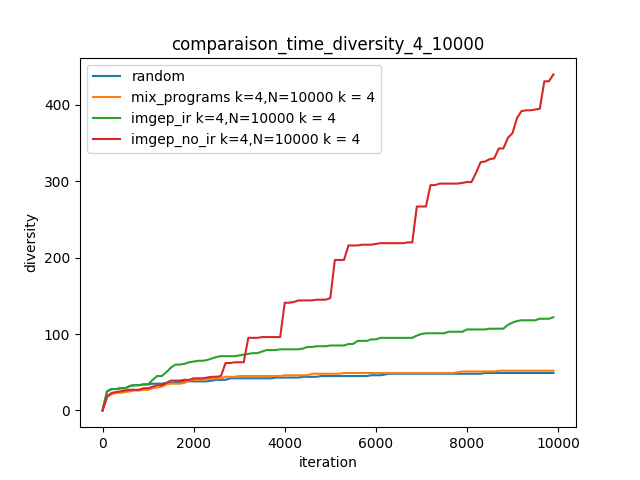 comparaison_time_diversity_4_10000
random
mix_programs k=4,N=10000 k = 4
imgep_ir k=4,N=10000 k = 4
imgep_no_ir k=4,N=10000 k = 4
400
300
200
100
0
diversity
0 2000 4000 6000 8000 10000
iteration